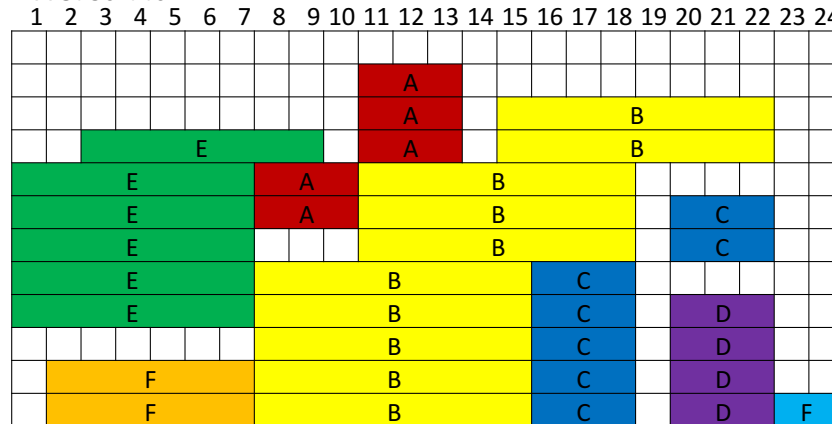 1 2 3 4 5 6 7 8 9 10 11 12 13 14 15 16 17 18 19 20 21 22 23 24
A
A B
E A B
E A B
E A B C
E B C
E B C
E B C D
B C D
F B C D
F B C D F